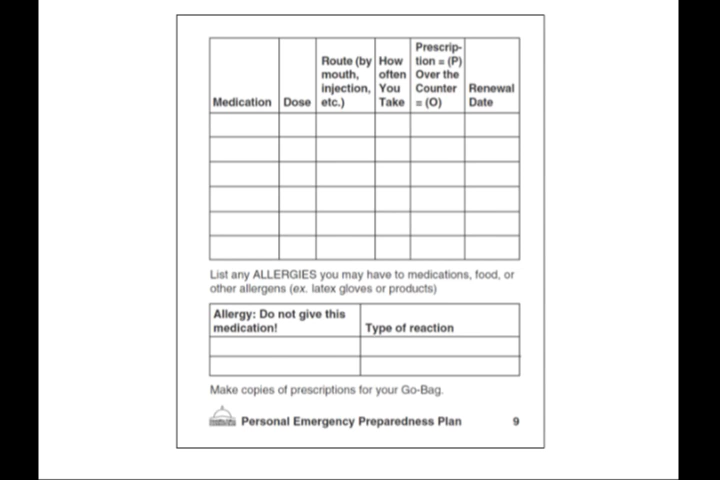 Medication
Dose
Route (by
mouth,
injection,
etc.)
How
often
You
Take
Prescrip-
tion = (P)
Over the
Counter
= (O)
Renewal
Date
List any ALLERGIES you may have to medications, food, or
other allergens (ex. latex gloves or products)
Allergy: Do not give this
medication!
Type of reaction
Make copies of prescriptions for your Go-Bag.
Personal Emergency Preparedness Plan 9